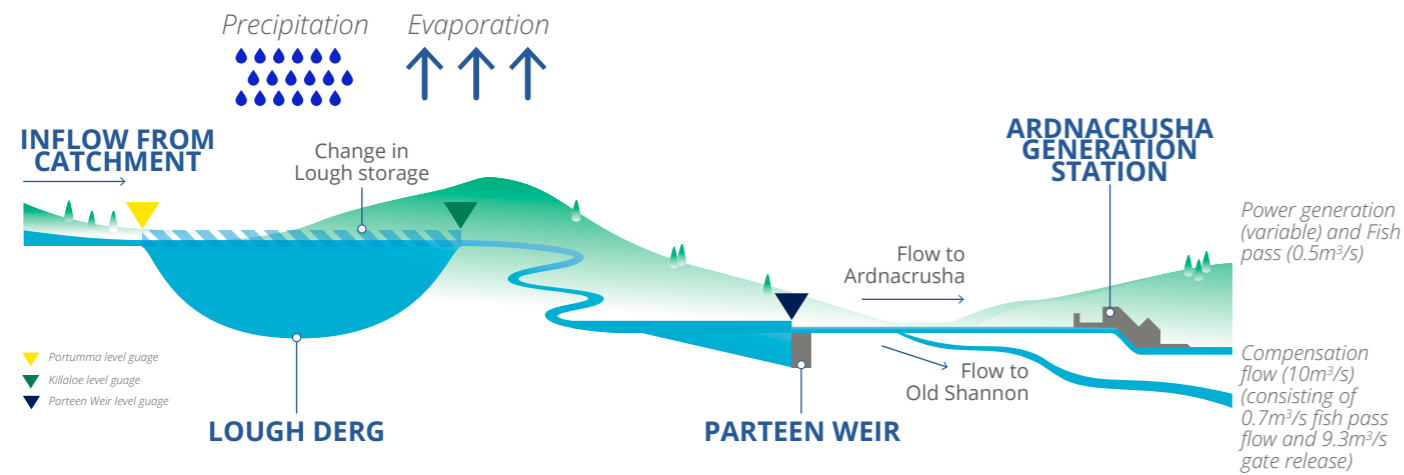 Precipitation
Evaporation
INFLOW FROM
CATCHMENT
Change in
Lough storage
ARDNACRUSHA
GENERATION
STATION
Power generation
(variable) and Fish
pass (0.5m³/s)
Flow to
Ardnacrusha
Portumma level guage
Killaloe level guage
Parteen Weir level guage
Flow to
Old Shannon
Compensation
flow (10m³/s)
(consisting of
0.7m³/s fish pass
flow and 9.3m³/s
gate release)
LOUGH DERG
PARTEEN WEIR